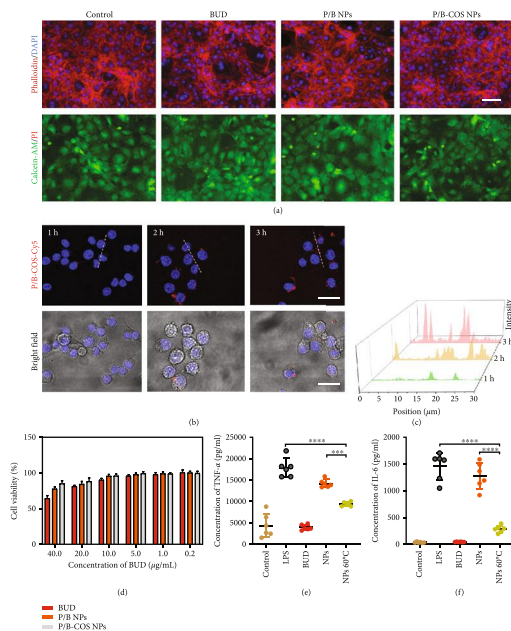 Control BUD P/B NPs P/B-COS NPs
Phalloidin/DAPI
Calcein-AM/PI
(a)
1 h 2 h 3 h
P/B-COS-Cy5
Bright field
(b)
Intensity
3 h
2 h
1 h
0 5 10 15 20 25 30
Position (μm)
(c)
150
100
50
0
Cell viability (%)
40.0 20.0 10.0 5.0 1.0 0.2
Concentration of BUD (μg/mL)
(d)
BUD
P/B NPs
P/B-COS NPs
25000
20000
15000
10000
5000
0
Concentration of TNF-α (pg/ml)
****
***
Control LPS BUD NPs NPs 60°C
(e)
2000
1500
1000
500
0
Concentration of IL-6 (pg/ml)
****
****
Control LPS BUD NPs NPs 60°C
(f)